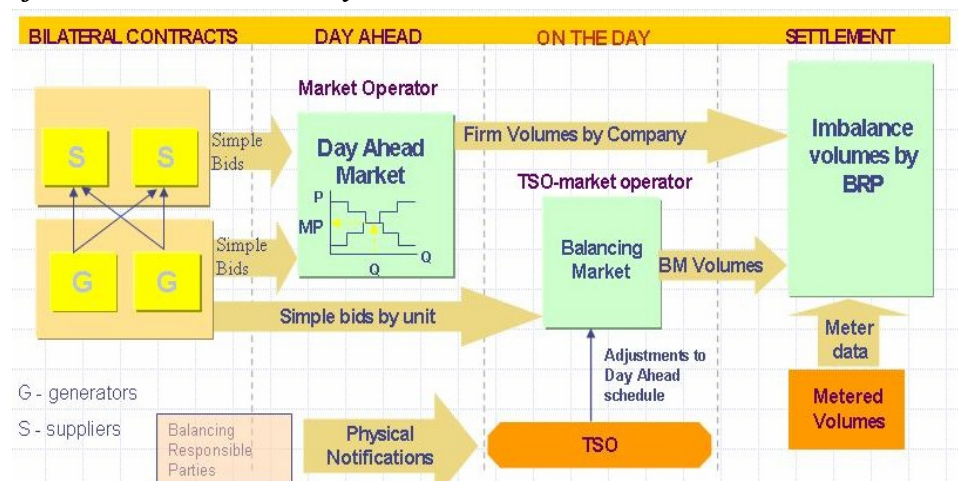 BILATERAL CONTRACTS
DAY AHEAD
ON THE DAY
SETTLEMENT
Market Operator
S
S
Simple
Bids
Day Ahead
Market
P
MP
Q
Q
Firm Volumes by Company
Imbalance
volumes by
BRP
TSO-market operator
G
G
Simple
Bids
Balancing
Market
BM Volumes
Simple bids by unit
Meter
data
Adjustments to
Day Ahead
schedule
G - generators
S - suppliers
Balancing
Responsible
Parties
Physical
Notifications
TSO
Metered
Volumes